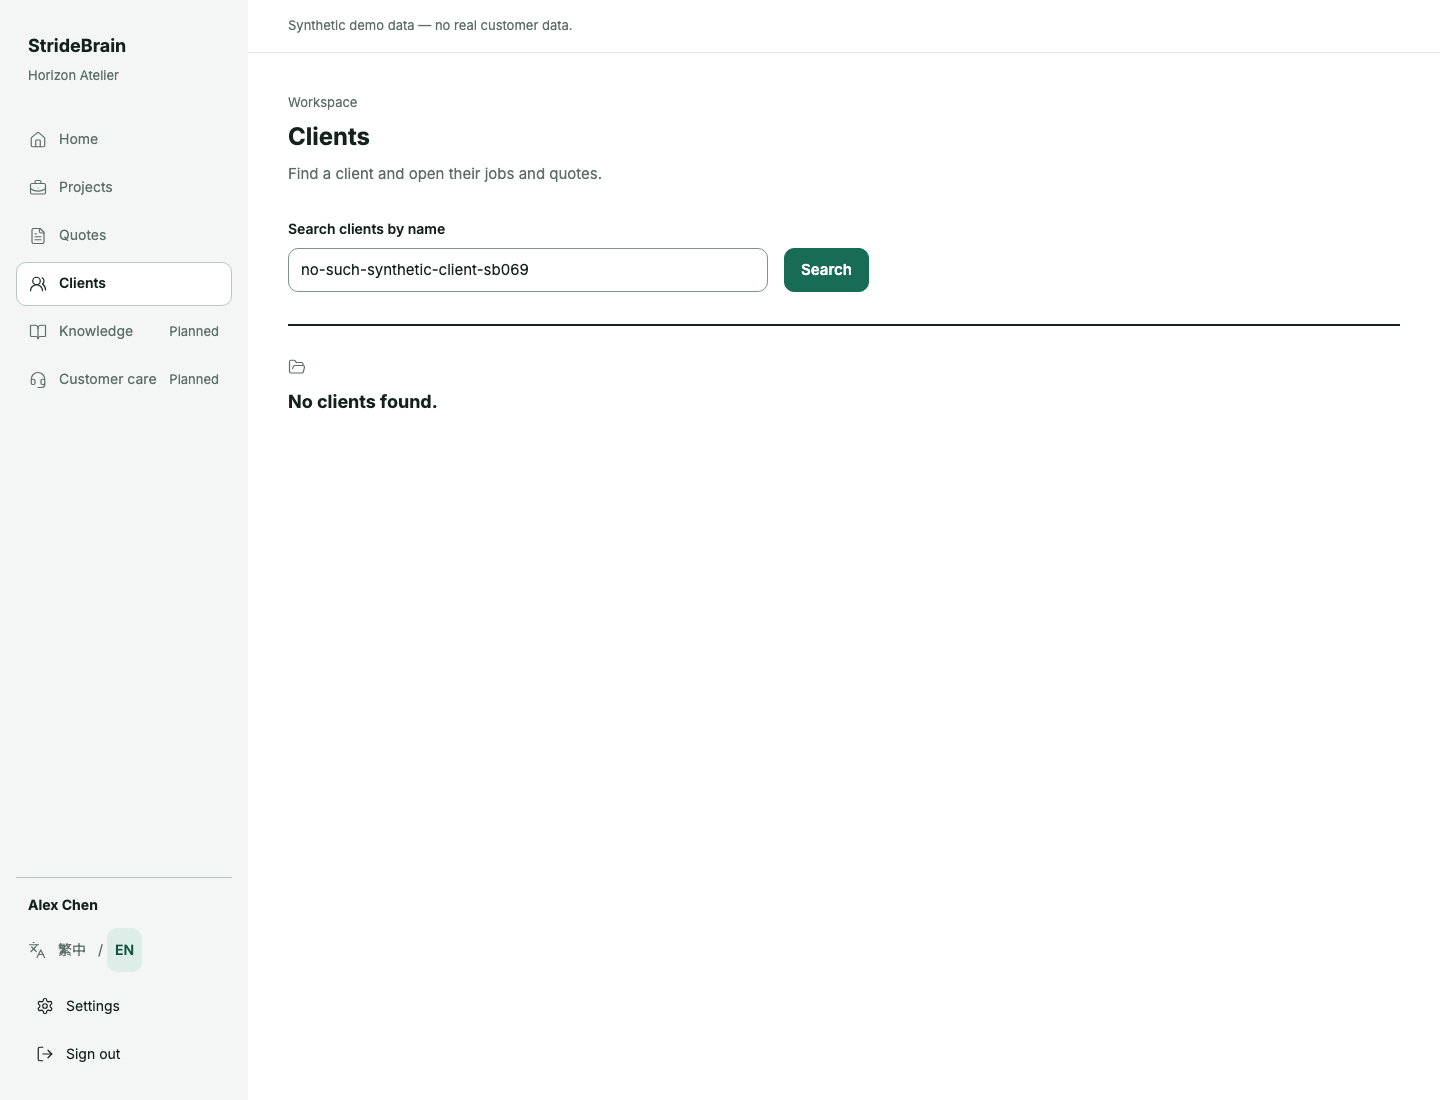 StrideBrain
Horizon Atelier
Home
Projects
Quotes
Clients
Knowledge Planned
Customer care Planned
Alex Chen
繁中 / EN
Settings
Sign out
Synthetic demo data — no real customer data.
Workspace
Clients
Find a client and open their jobs and quotes.
Search clients by name
no-such-synthetic-client-sb069 Search
No clients found.